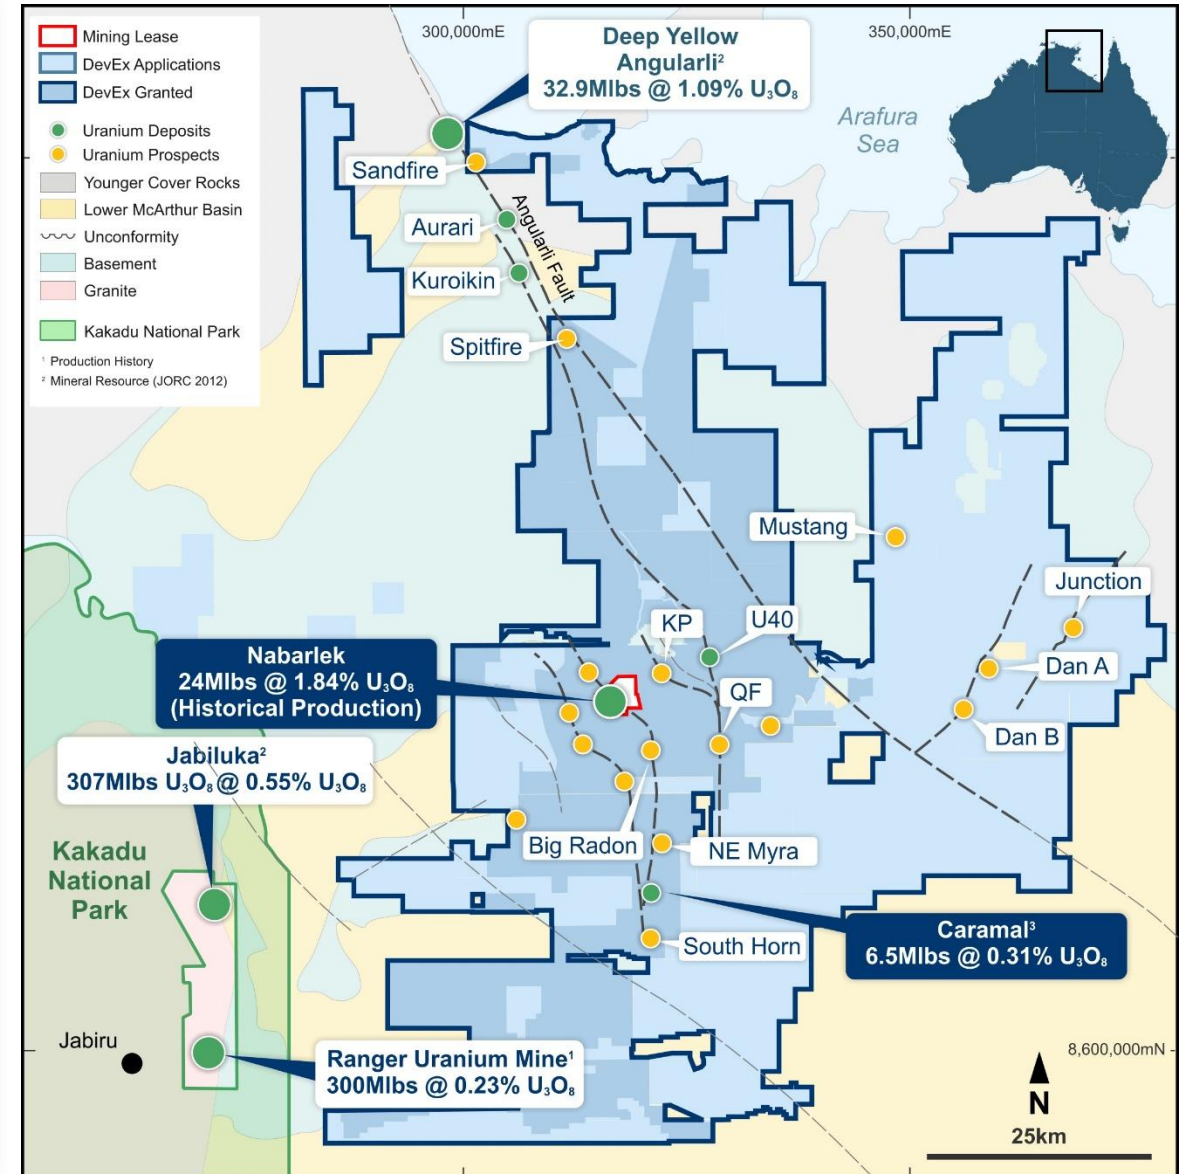 Mining Lease
DevEx Applications
DevEx Granted
Uranium Deposits
Uranium Prospects
Younger Cover Rocks
Lower McArthur Basin
Unconformity
Basement
Granite
Kakadu National Park
¹ Production History
² Mineral Resource (JORC 2012)
300,000mE
350,000mE
Deep Yellow
Angularli²
32.9Mlbs @ 1.09% U₃O₈
Arafura
Sea
Sandfire
Aurari
Angularli Fault
Kuroikin
Spitfire
Mustang
Junction
KP
U40
Nabarlek
24Mlbs @ 1.84% U₃O₈
(Historical Production)
Dan A
QF
Dan B
Jabiluka²
307Mlbs U₃O₈ @ 0.55% U₃O₈
Big Radon
NE Myra
Kakadu
National
Park
Caramal³
6.5Mlbs @ 0.31% U₃O₈
South Horn
Jabiru
Ranger Uranium Mine¹
300Mlbs @ 0.23% U₃O₈
8,600,000mN
N
25km